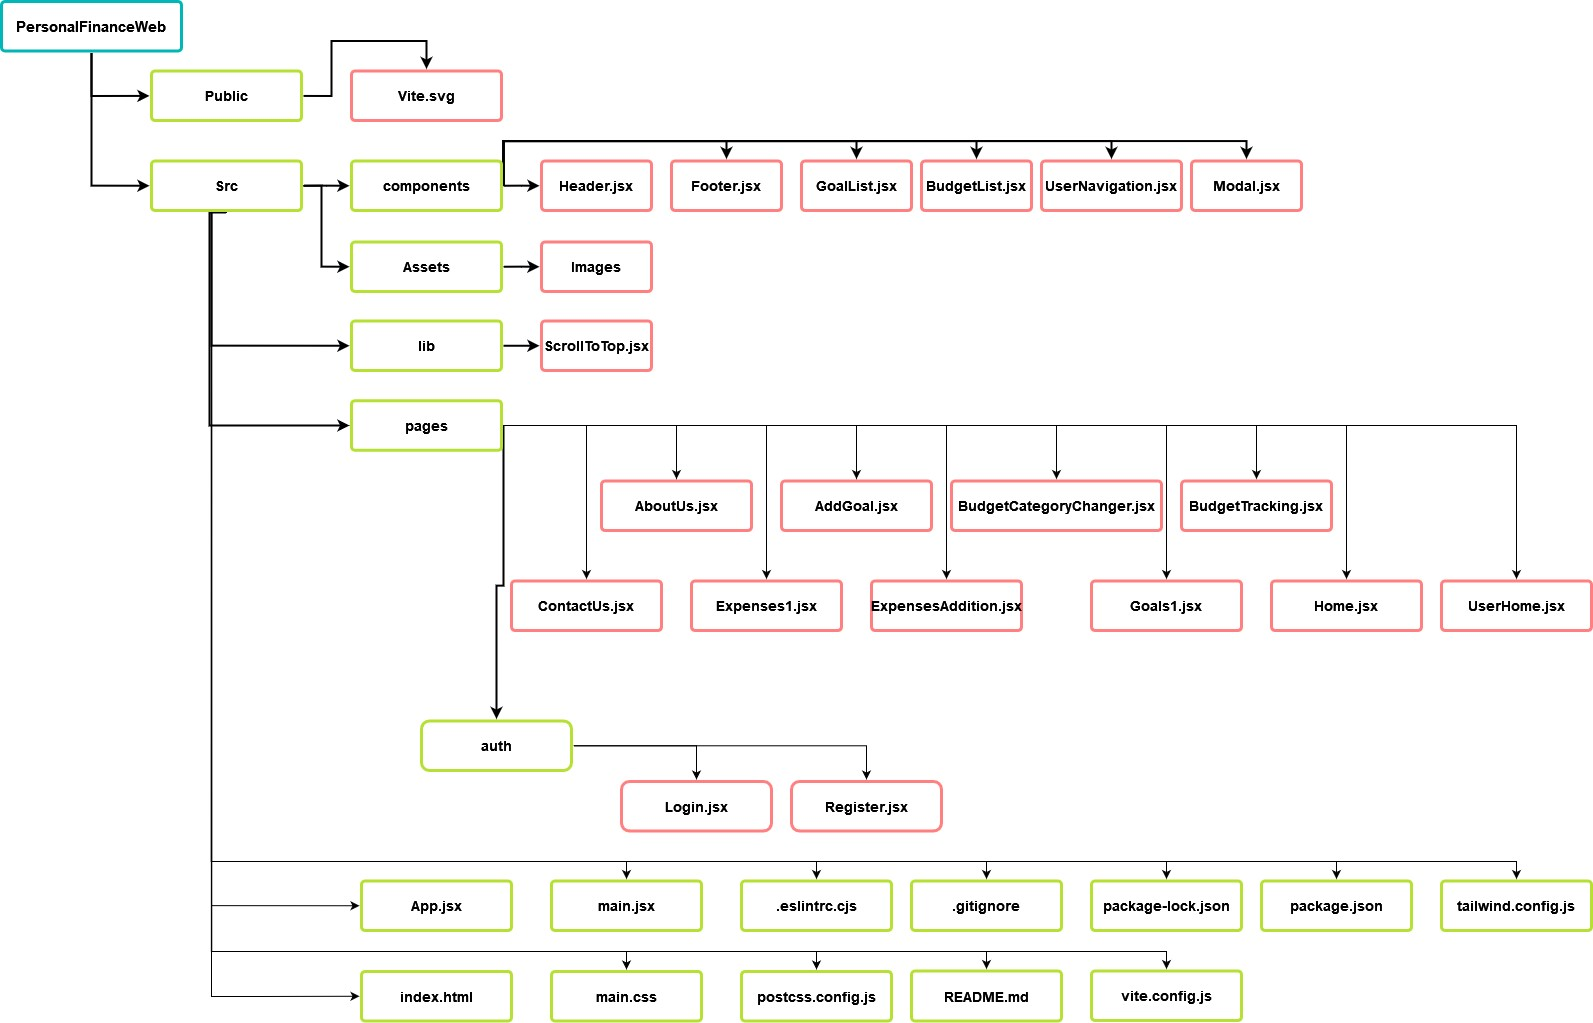 PersonalFinanceWeb
Public
Vite.svg
Src
components
Header.jsx
Footer.jsx
GoalList.jsx
BudgetList.jsx
UserNavigation.jsx
Modal.jsx
Assets
Images
lib
ScrollToTop.jsx
pages
AboutUs.jsx
AddGoal.jsx
BudgetCategoryChanger.jsx
BudgetTracking.jsx
ContactUs.jsx
Expenses1.jsx
ExpensesAddition.jsx
Goals1.jsx
Home.jsx
UserHome.jsx
auth
Login.jsx
Register.jsx
App.jsx
main.jsx
.eslintrc.cjs
.gitignore
package-lock.json
package.json
tailwind.config.js
index.html
main.css
postcss.config.js
README.md
vite.config.js